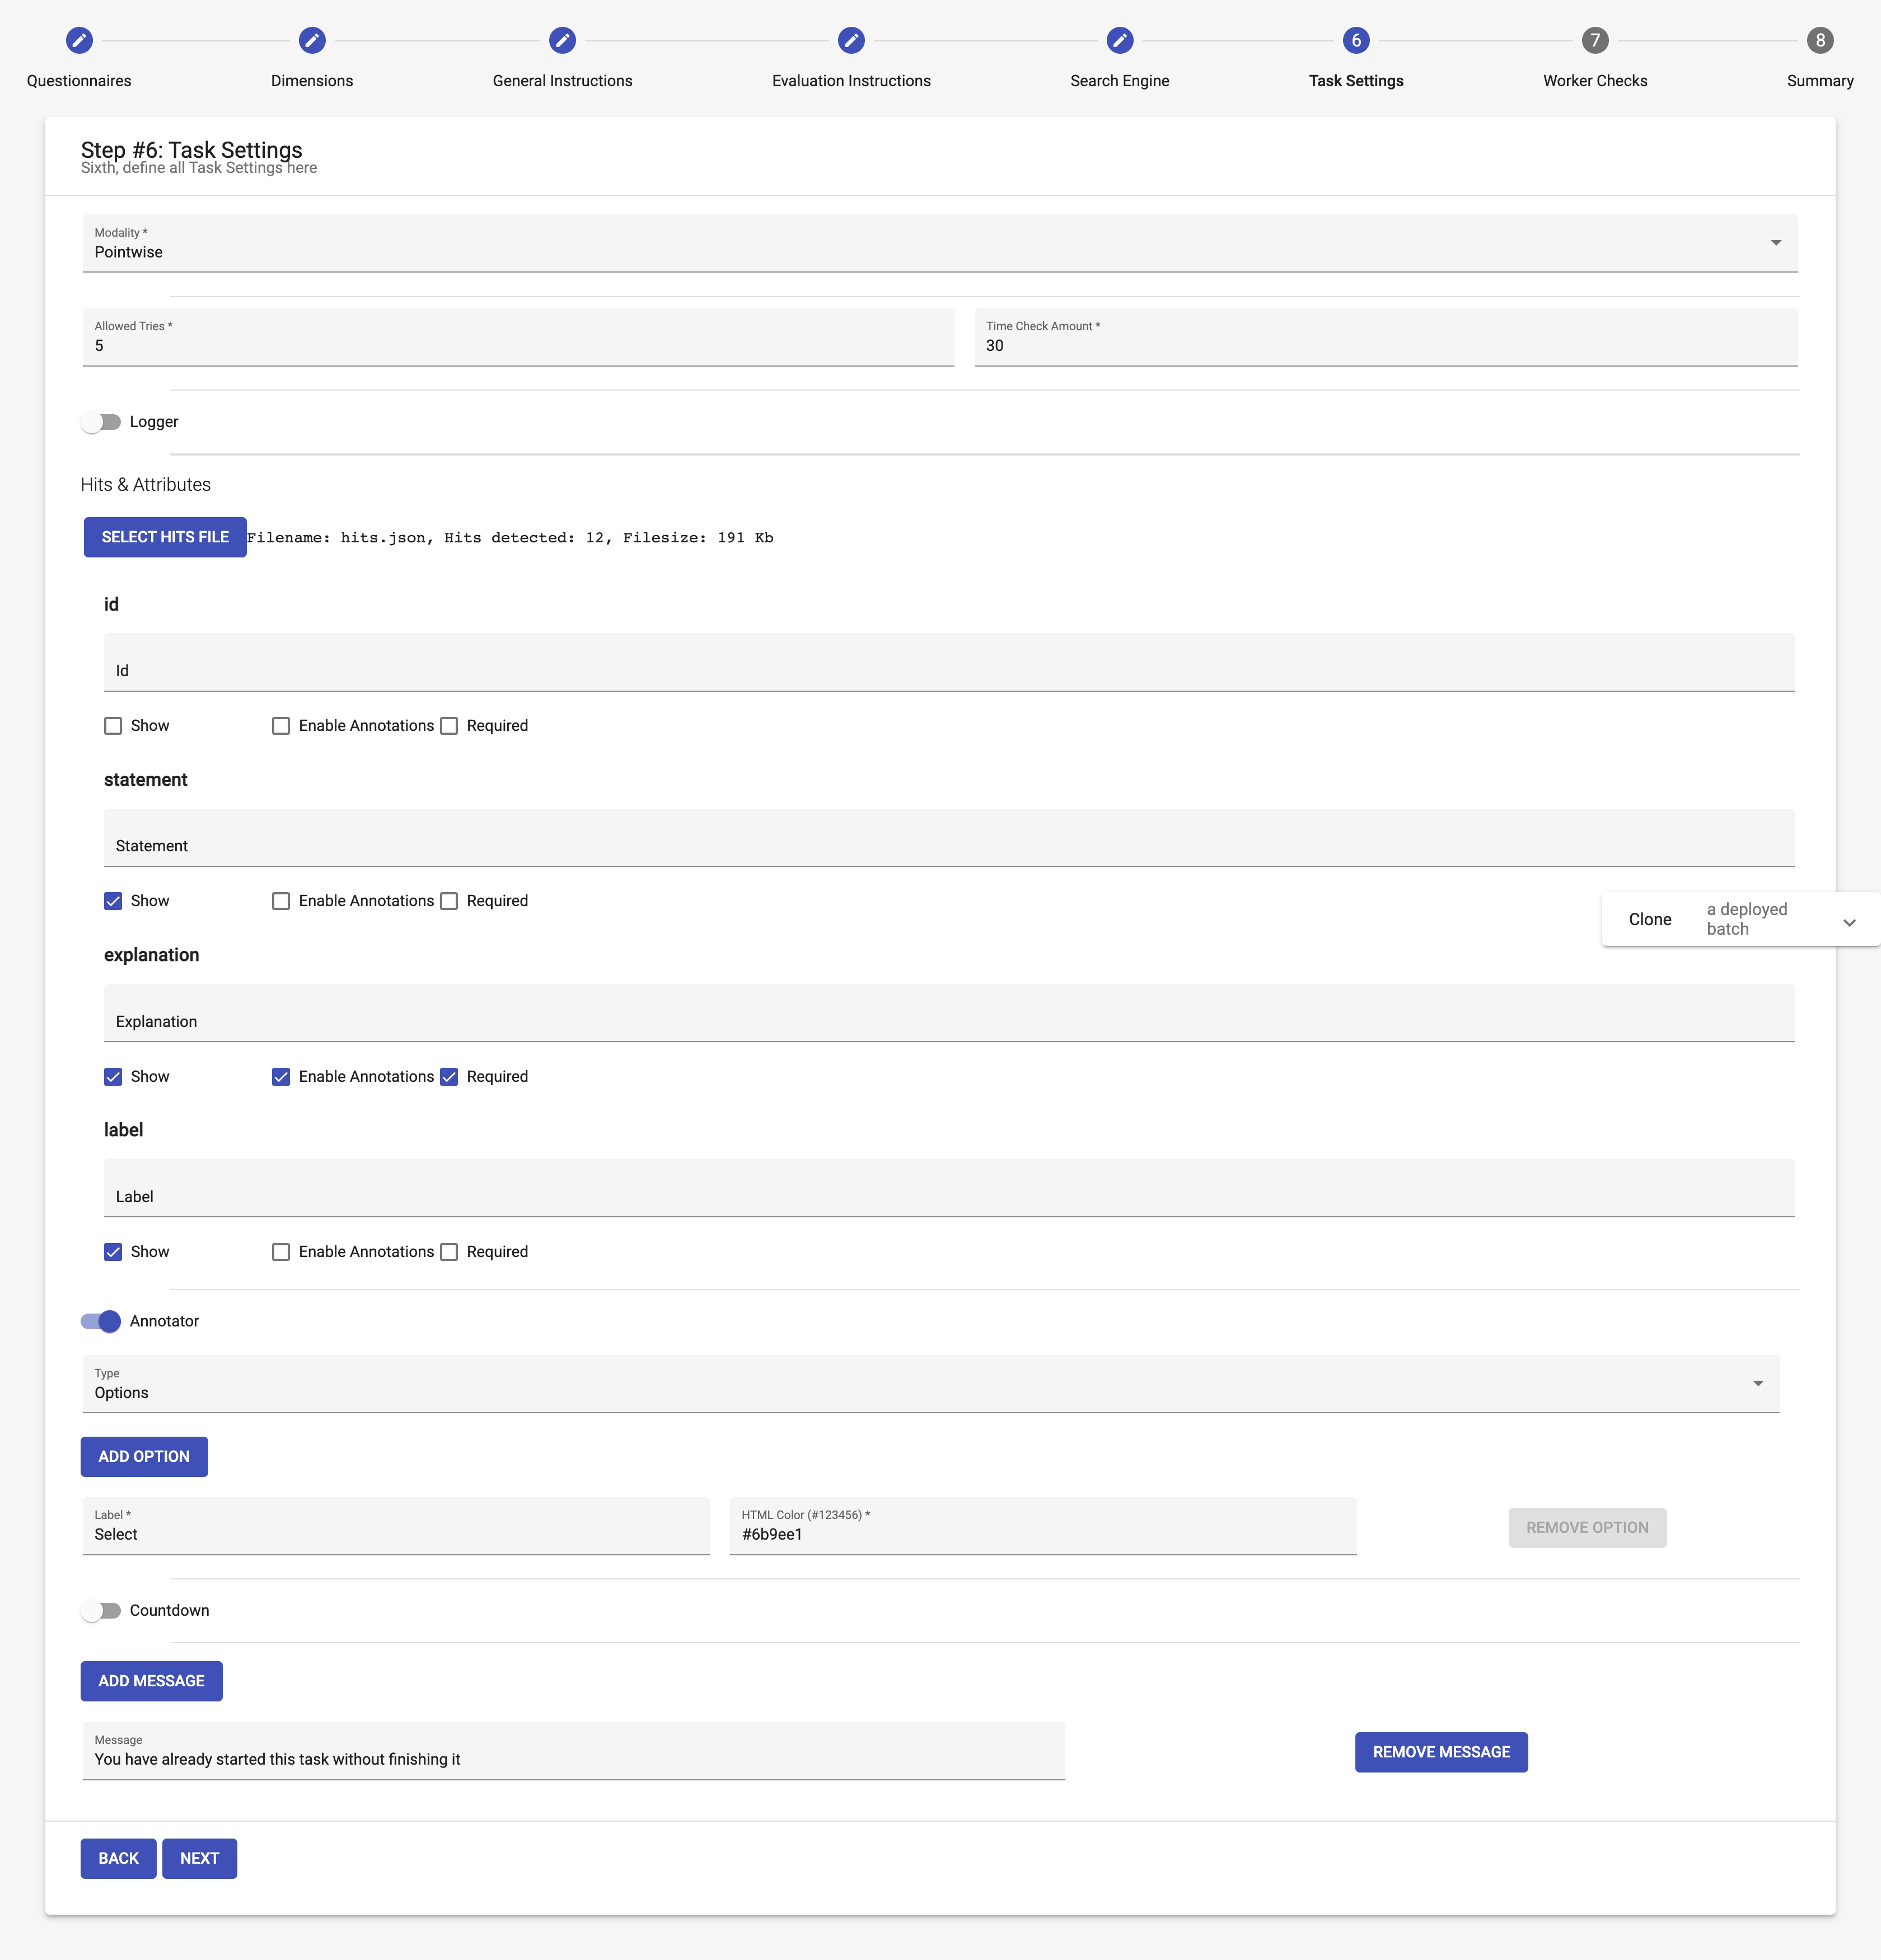 6
7
8
Questionnaires
Dimensions
General Instructions
Evaluation Instructions
Search Engine
Task Settings
Worker Checks
Summary
Step #6: Task Settings
Sixth, define all Task Settings here
Modality *
Pointwise
Allowed Tries *
5
Time Check Amount *
30
Logger
Hits & Attributes
SELECT HITS FILE
Filename: hits.json, Hits detected: 12, Filesize: 191 Kb
id
Id
Show
Enable Annotations
Required
statement
Statement
Show
Enable Annotations
Required
Clone
a deployed
batch
explanation
Explanation
Show
Enable Annotations
Required
label
Label
Show
Enable Annotations
Required
Annotator
Type
Options
ADD OPTION
Label *
Select
HTML Color (#123456) *
#6b9ee1
REMOVE OPTION
Countdown
ADD MESSAGE
Message
You have already started this task without finishing it
REMOVE MESSAGE
BACK
NEXT